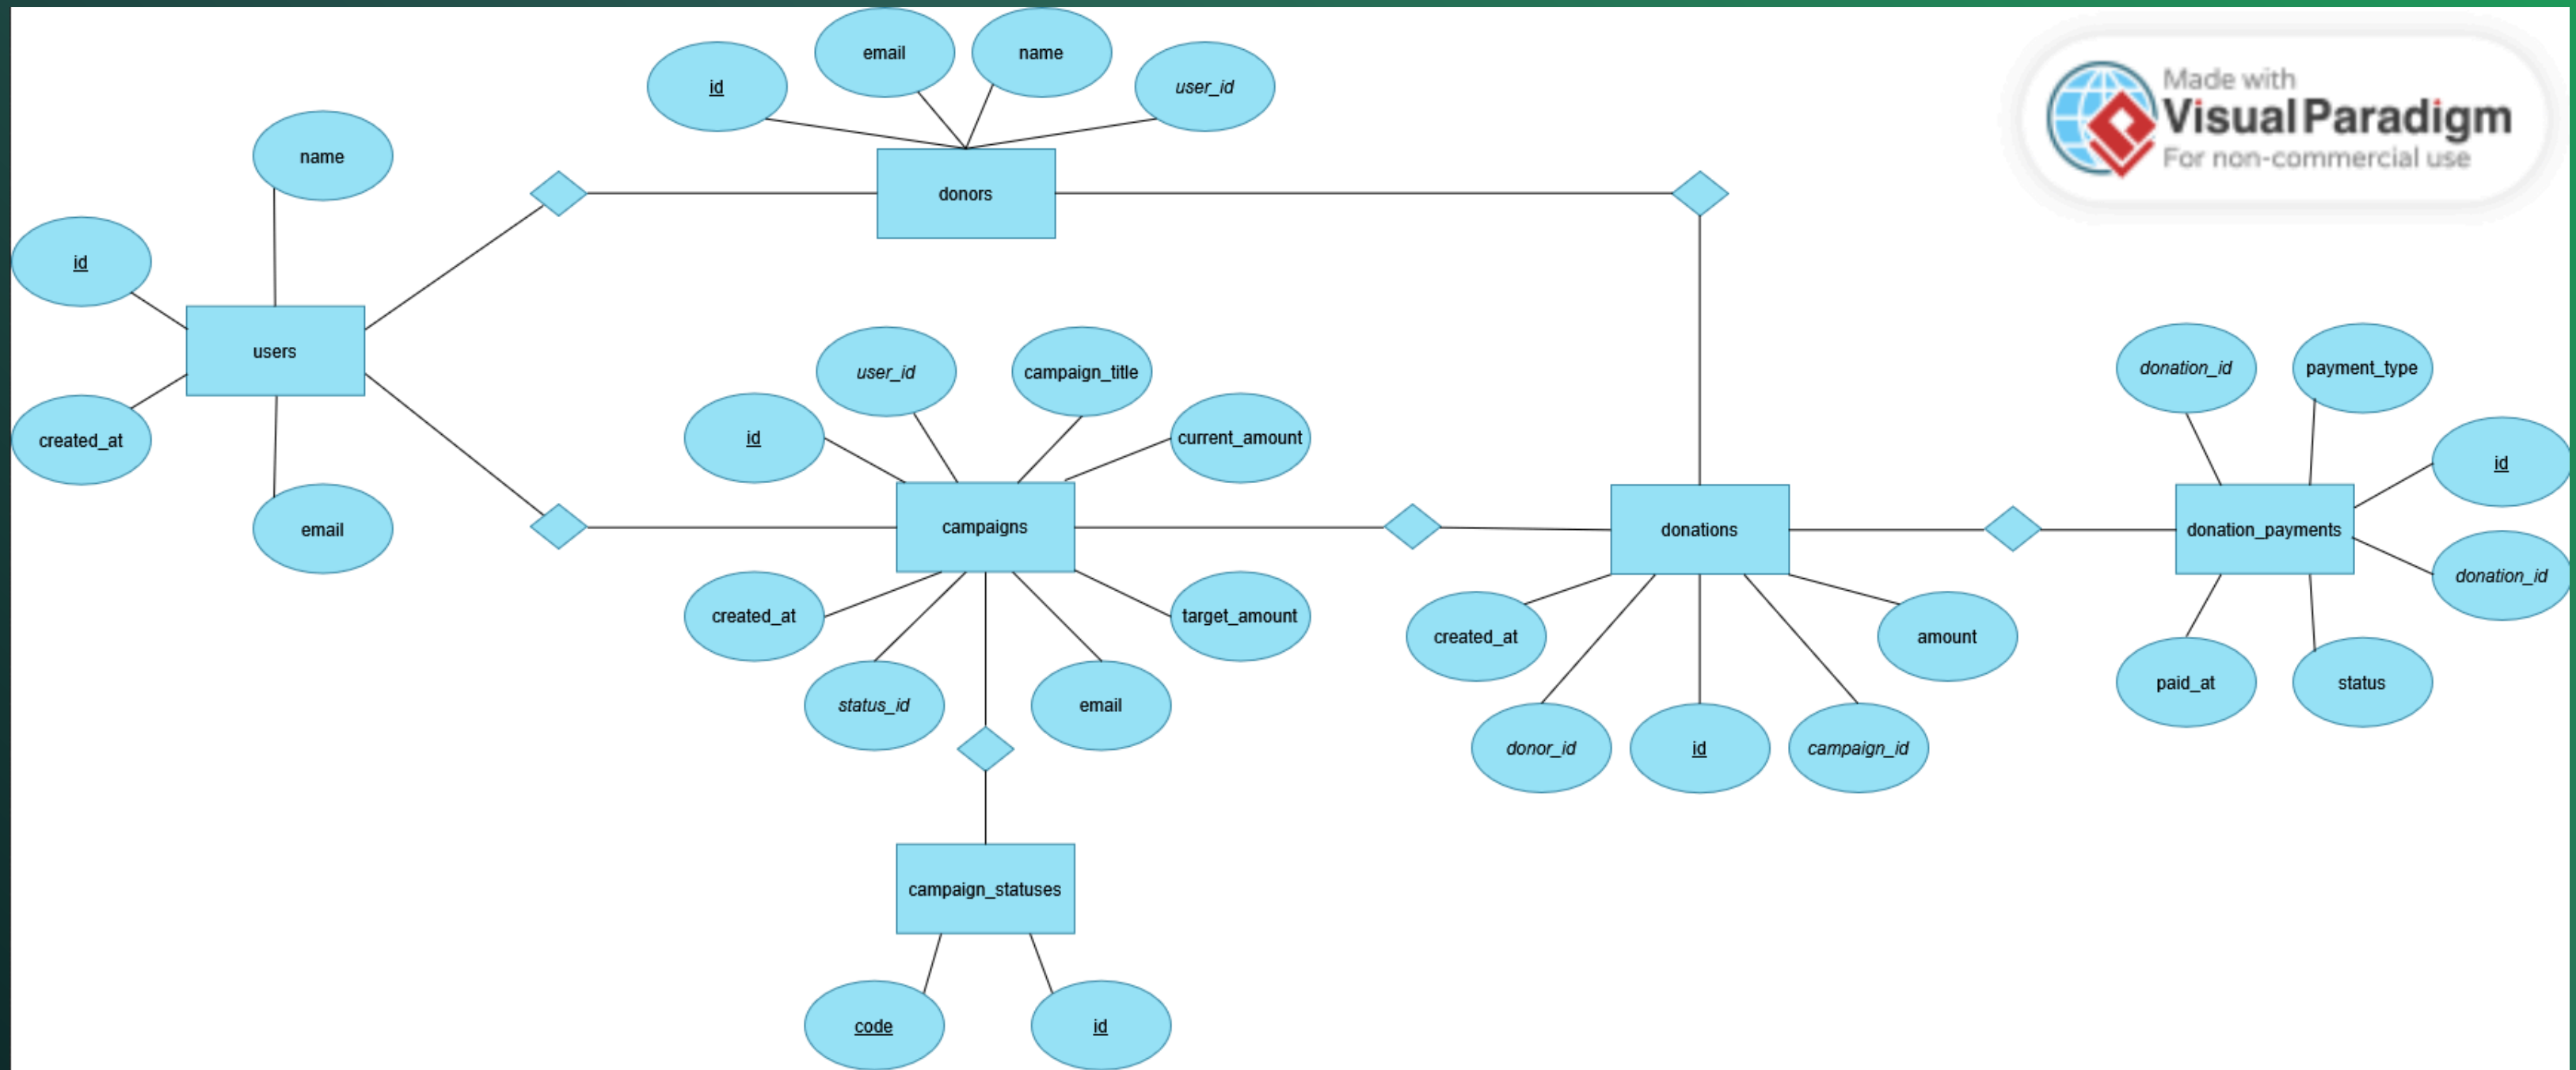 email
name
id
user_id
Made with
Visual Paradigm
For non-commercial use
name
donors
id
users
created_at
email
user_id
campaign_title
id
current_amount
campaigns
created_at
target_amount
status_id
email
donation_id
payment_type
id
donations
donation_payments
donation_id
created_at
amount
paid_at
status
donor_id
id
campaign_id
campaign_statuses
code
id